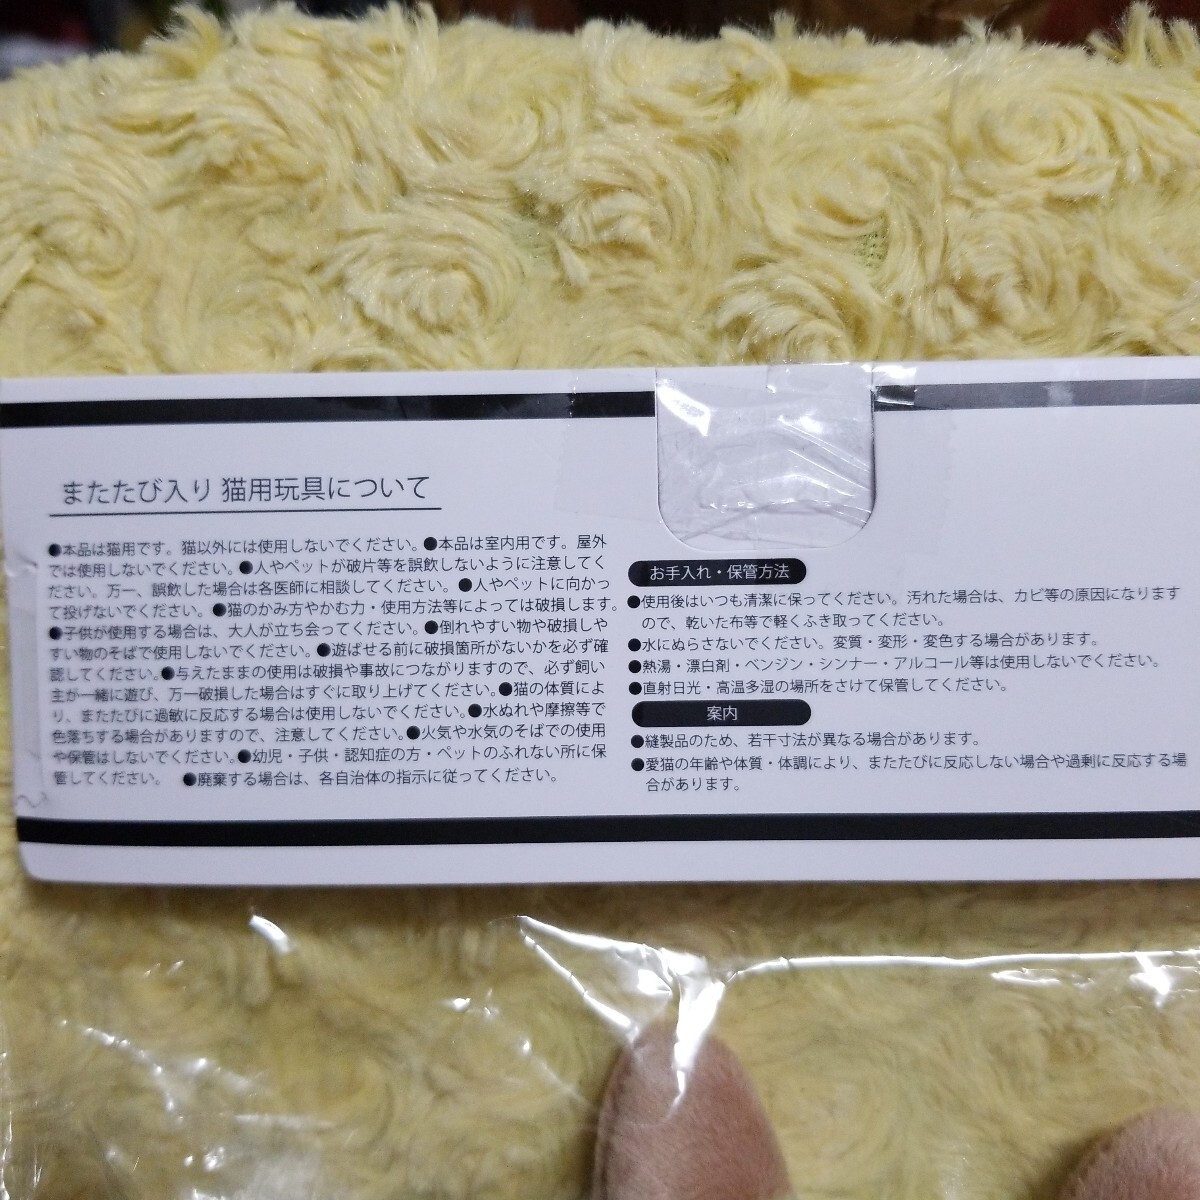 またたび入り 猫用玩具について
●本品は猫用です。猫以外には使用しないでください。●本品は室内用です。屋外
では使用しないでください。●人やペットが破片等を誤飲しないように注意してく
ださい。万一、誤飲した場合は各医師に相談してください。●人やペットに向かっ
て投げないでください。●猫のかみ方やかむ力・使用方法等によっては破損します。
●子供が使用する場合は、大人が立ち会ってください。●倒れやすい物や破損しや
すい物のそばで使用しないでください。●遊ばせる前に破損箇所がないかを必ず確
認してください。●与えたままの使用は破損や事故につながりますので、必ず飼い
主が一緒に遊び、万一破損した場合はすぐに取り上げてください。●猫の体質によ
り、またたびに過敏に反応する場合は使用しないでください。●水ぬれや摩擦等で
色落ちする場合がありますので、注意してください。●火気や水気のそばでの使用
や保管はしないでください。●幼児・子供・認知症の方・ペットのふれない所に保
管してください。 ●廃棄する場合は、各自治体の指示に従ってください。
お手入れ・保管方法
●使用後はいつも清潔に保ってください。汚れた場合は、カビ等の原因になります
ので、乾いた布等で軽くふき取ってください。
●水にぬらさないでください。変質・変形・変色する場合があります。
●熱湯・漂白剤・ベンジン・シンナー・アルコール等は使用しないでください。
●直射日光・高温多湿の場所をさけて保管してください。
案内
●縫製品のため、若干寸法が異なる場合があります。
●愛猫の年齢や体質・体調により、またたびに反応しない場合や過剰に反応する場
合があります。